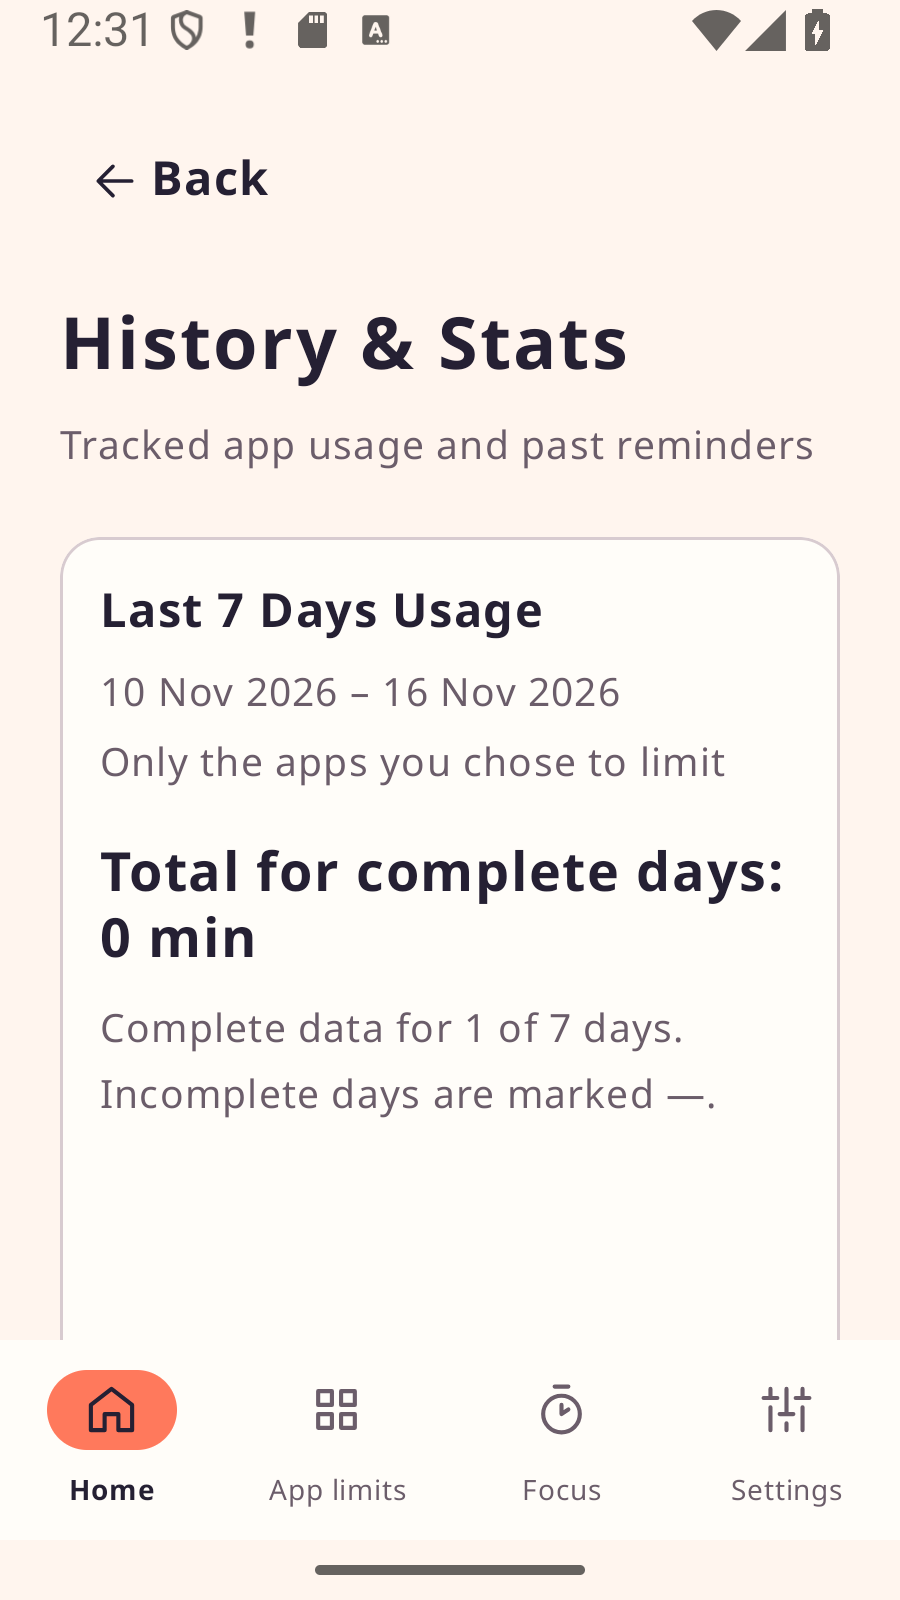 12:31
Back
History & Stats
Tracked app usage and past reminders
Last 7 Days Usage
10 Nov 2026 – 16 Nov 2026
Only the apps you chose to limit
Total for complete days:
0 min
Complete data for 1 of 7 days.
Incomplete days are marked —.
Home
App limits
Focus
Settings